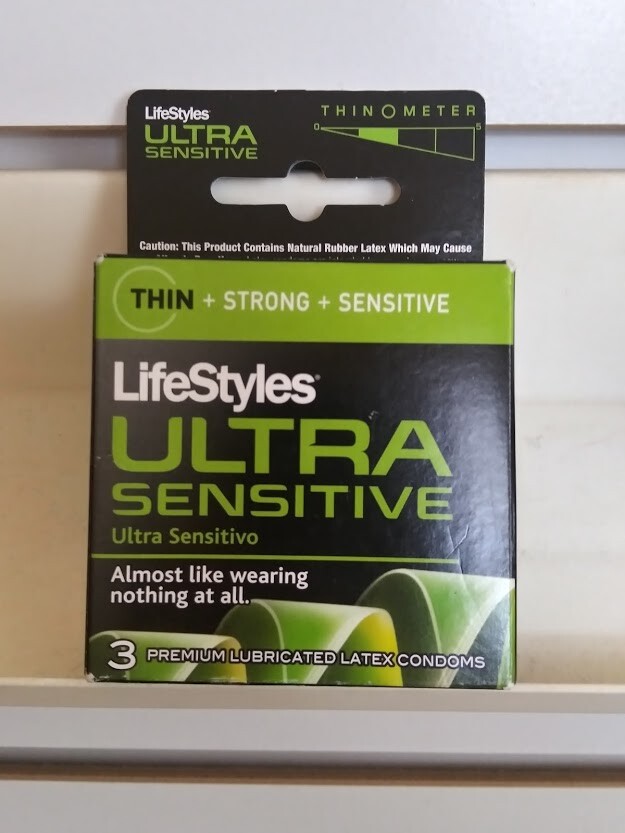 LifeStyles
ULTRA
SENSITIVE
THINOMETER
0 5
Caution: This Product Contains Natural Rubber Latex Which May Cause
THIN + STRONG + SENSITIVE
LifeStyles®
ULTRA
SENSITIVE
Ultra Sensitivo
Almost like wearing
nothing at all.
3 PREMIUM LUBRICATED LATEX CONDOMS